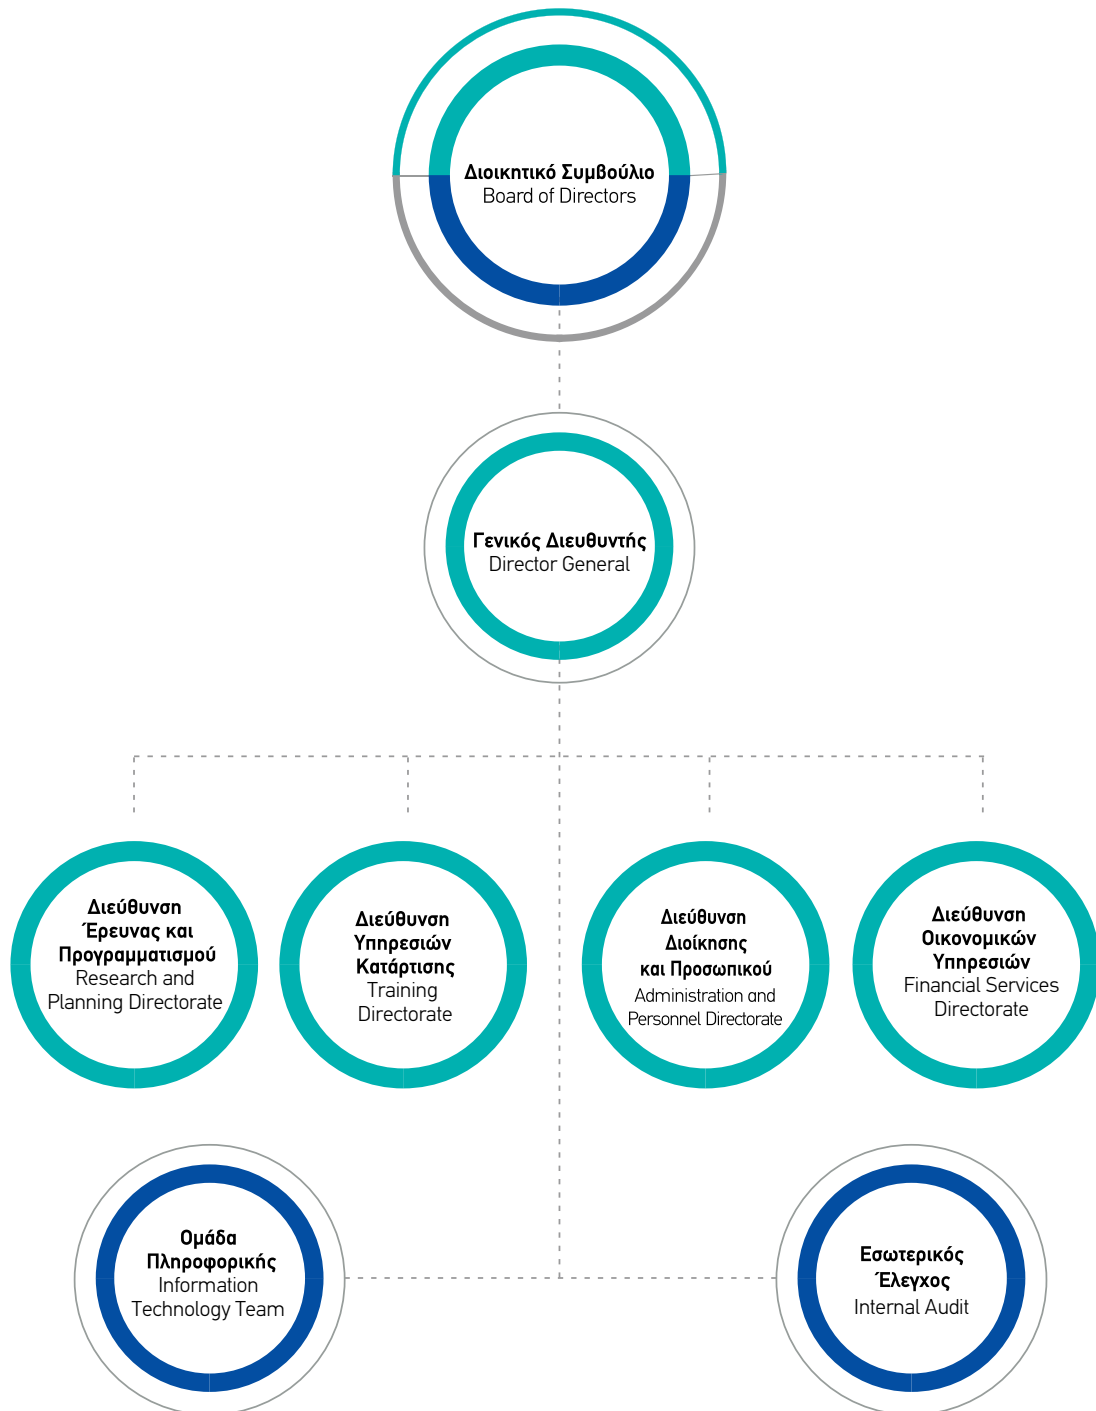 Διοικητικό Συμβούλιο
Board of Directors
Γενικός Διευθυντής
Director General
Διεύθυνση
Έρευνας και
Προγραμματισμού
Research and
Planning Directorate
Διεύθυνση
Υπηρεσιών
Κατάρτισης
Training
Directorate
Διεύθυνση
Διοίκησης
και Προσωπικού
Administration and
Personnel Directorate
Διεύθυνση
Οικονομικών
Υπηρεσιών
Financial Services
Directorate
Ομάδα
Πληροφορικής
Information
Technology Team
Εσωτερικός
Έλεγχος
Internal Audit